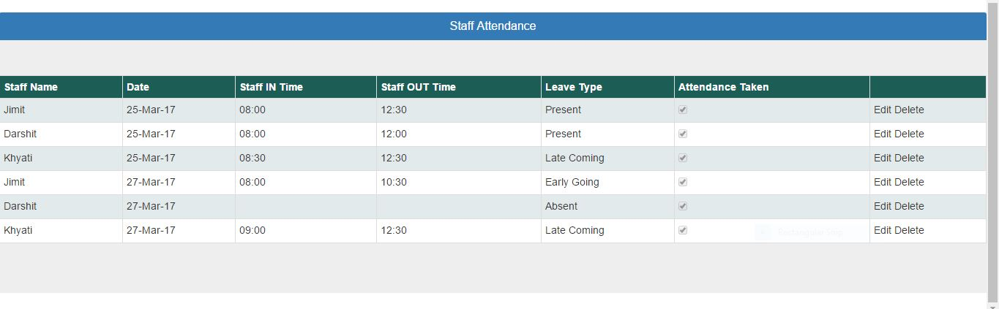 Staff Attendance
Staff Name Date Staff IN Time Staff OUT Time Leave Type Attendance Taken
Jimit 25-Mar-17 08:00 12:30 Present Edit Delete
Darshit 25-Mar-17 08:00 12:00 Present Edit Delete
Khyati 25-Mar-17 08:30 12:30 Late Coming Edit Delete
Jimit 27-Mar-17 08:00 10:30 Early Going Edit Delete
Darshit 27-Mar-17 Absent Edit Delete
Khyati 27-Mar-17 09:00 12:30 Late Coming Rectangular Snip Edit Delete